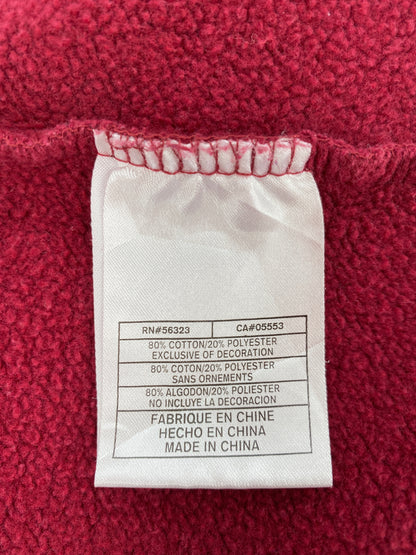 RN#56323 CA#05553
80% COTTON/20% POLYESTER
EXCLUSIVE OF DECORATION
80% COTON/20% POLYESTER
SANS ORNEMENTS
80% ALGODON/20% POLIESTER
NO INCLUYE LA DECORACION
FABRIQUE EN CHINE
HECHO EN CHINA
MADE IN CHINA